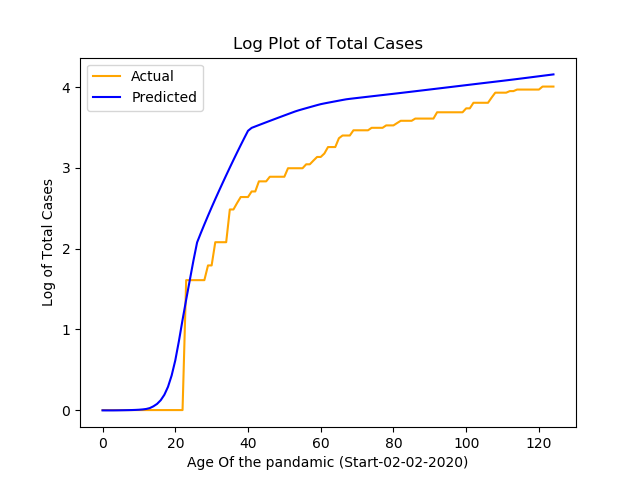 Log Plot of Total Cases
Actual
Predicted
4
3
2
1
0
Log of Total Cases
0 20 40 60 80 100 120
Age Of the pandamic (Start-02-02-2020)